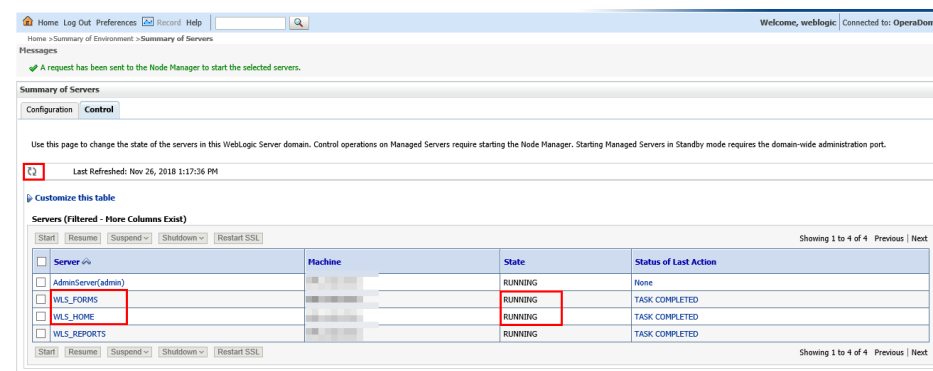 Home Log Out Preferences Record Help Welcome, weblogic Connected to: OperaDom
Home >Summary of Environment >Summary of Servers
Messages
A request has been sent to the Node Manager to start the selected servers.
Summary of Servers
Configuration Control
Use this page to change the state of the servers in this WebLogic Server domain. Control operations on Managed Servers require starting the Node Manager. Starting Managed Servers in Standby mode requires the domain-wide administration port.
Last Refreshed: Nov 26, 2018 1:17:36 PM
Customize this table
Servers (Filtered - More Columns Exist)
Start Resume Suspend Shutdown Restart SSL Showing 1 to 4 of 4 Previous | Next
Server Machine State Status of Last Action
AdminServer(admin) RUNNING None
WLS_FORMS RUNNING TASK COMPLETED
WLS_HOME RUNNING TASK COMPLETED
WLS_REPORTS RUNNING TASK COMPLETED
Start Resume Suspend Shutdown Restart SSL Showing 1 to 4 of 4 Previous | Next